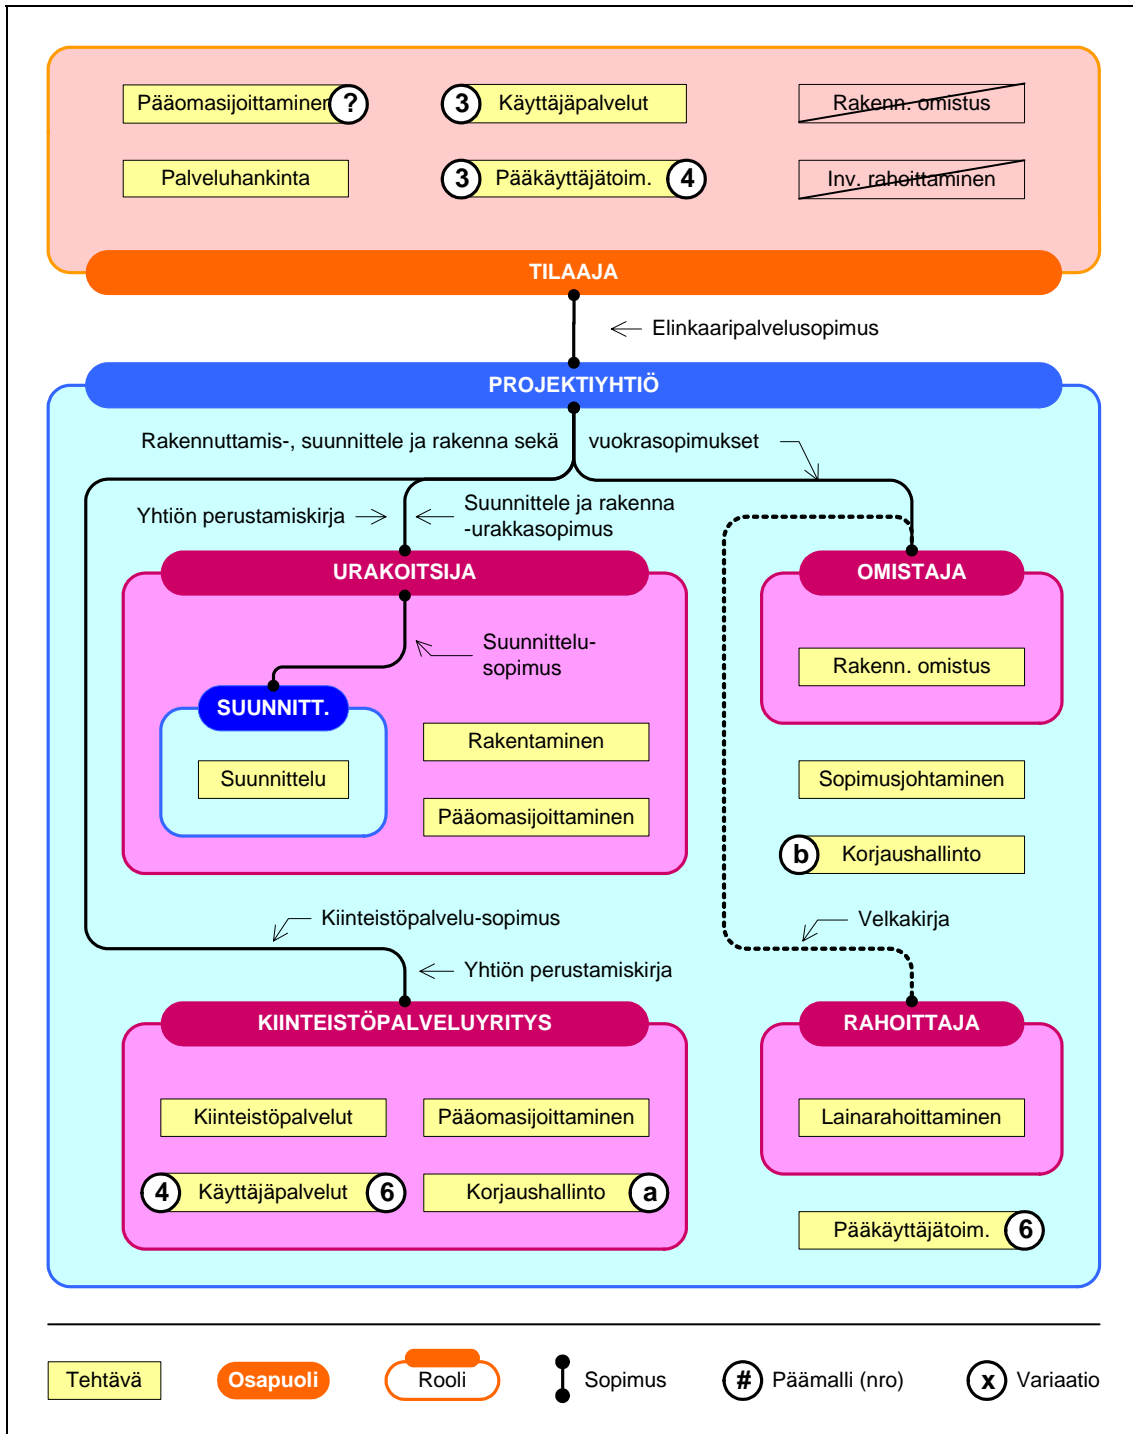 Pääomasijoittaminen ?
3 Käyttäjäpalvelut
Rakenn. omistus
Palveluhankinta
3 Pääkäyttäjätoim. 4
Inv. rahoittaminen
TILAAJA
Elinkaaripalvelusopimus
PROJEKTIYHTIÖ
Rakennuttamis-, suunnittele ja rakenna sekä vuokrasopimukset
Yhtiön perustamiskirja
Suunnittele ja rakenna
-urakkasopimus
URAKOITSIJA
OMISTAJA
Suunnittelu-
sopimus
Rakenn. omistus
SUUNNITT.
Rakentaminen
Suunnittelu
Sopimusjohtaminen
Pääomasijoittaminen
b Korjaushallinto
Kiinteistöpalvelu-sopimus
Velkakirja
Yhtiön perustamiskirja
KIINTEISTÖPALVELUYRITYS
RAHOITTAJA
Kiinteistöpalvelut
Pääomasijoittaminen
Lainarahoittaminen
4 Käyttäjäpalvelut 6
Korjaushallinto a
Pääkäyttäjätoim. 6
Tehtävä
Osapuoli
Rooli
Sopimus
# Päämalli (nro)
x Variaatio